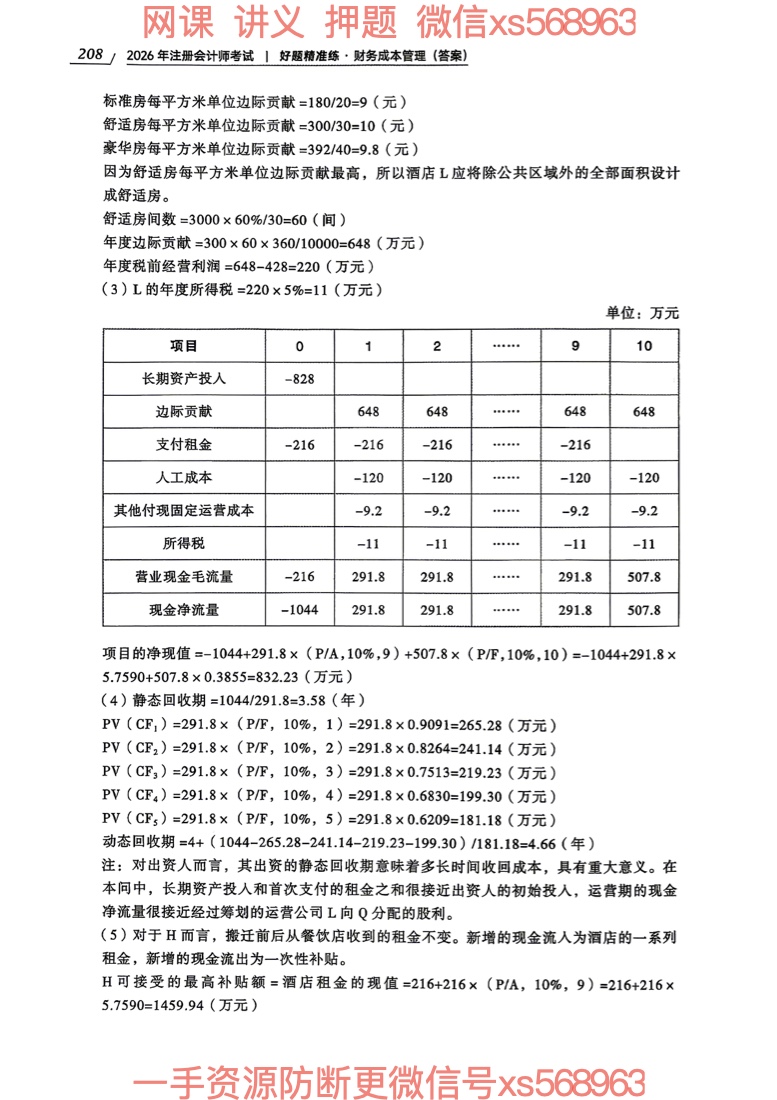 网课 讲义 押题 微信xs568963
208 / 2026 年注册会计师考试 | 好题精准练·财务成本管理（答案）
标准房每平方米单位边际贡献 =180/20=9（元）
舒适房每平方米单位边际贡献 =300/30=10（元）
豪华房每平方米单位边际贡献 =392/40=9.8（元）
因为舒适房每平方米单位边际贡献最高，所以酒店 L 应将除公共区域外的全部面积设计
成舒适房。
舒适房间数 =3000 × 60%/30=60（间）
年度边际贡献 =300 × 60 × 360/10000=648（万元）
年度税前经营利润 =648−428=220（万元）
（3）L 的年度所得税 =220 × 5%=11（万元）
单位：万元
项目 0 1 2 …… 9 10
长期资产投入 −828
边际贡献 648 648 …… 648 648
支付租金 −216 −216 −216 …… −216
人工成本 −120 −120 …… −120 −120
其他付现固定运营成本 −9.2 −9.2 …… −9.2 −9.2
所得税 −11 −11 …… −11 −11
营业现金毛流量 −216 291.8 291.8 …… 291.8 507.8
现金净流量 −1044 291.8 291.8 …… 291.8 507.8
项目的净现值 =−1044+291.8 ×（P/A,10%,9）+507.8 ×（P/F,10%,10）=−1044+291.8 ×
5.7590+507.8 × 0.3855=832.23（万元）
（4）静态回收期 =1044/291.8=3.58（年）
PV（CF₁）=291.8 ×（P/F，10%，1）=291.8 × 0.9091=265.28（万元）
PV（CF₂）=291.8 ×（P/F，10%，2）=291.8 × 0.8264=241.14（万元）
PV（CF₃）=291.8 ×（P/F，10%，3）=291.8 × 0.7513=219.23（万元）
PV（CF₄）=291.8 ×（P/F，10%，4）=291.8 × 0.6830=199.30（万元）
PV（CF₅）=291.8 ×（P/F，10%，5）=291.8 × 0.6209=181.18（万元）
动态回收期 =4+（1044−265.28−241.14−219.23−199.30）/181.18=4.66（年）
注：对出资人而言，其出资的静态回收期意味着多长时间收回成本，具有重大意义。在
本问中，长期资产投入和首次支付的租金之和很接近出资人的初始投入，运营期的现金
净流量很接近经过筹划的运营公司 L 向 Q 分配的股利。
（5）对于 H 而言，搬迁前后从餐饮店收到的租金不变。新增的现金流入为酒店的一系列
租金，新增的现金流出为一次性补贴。
H 可接受的最高补贴额 = 酒店租金的现值 =216+216 ×（P/A，10%，9）=216+216 ×
5.7590=1459.94（万元）
一手资源防断更微信号xs568963